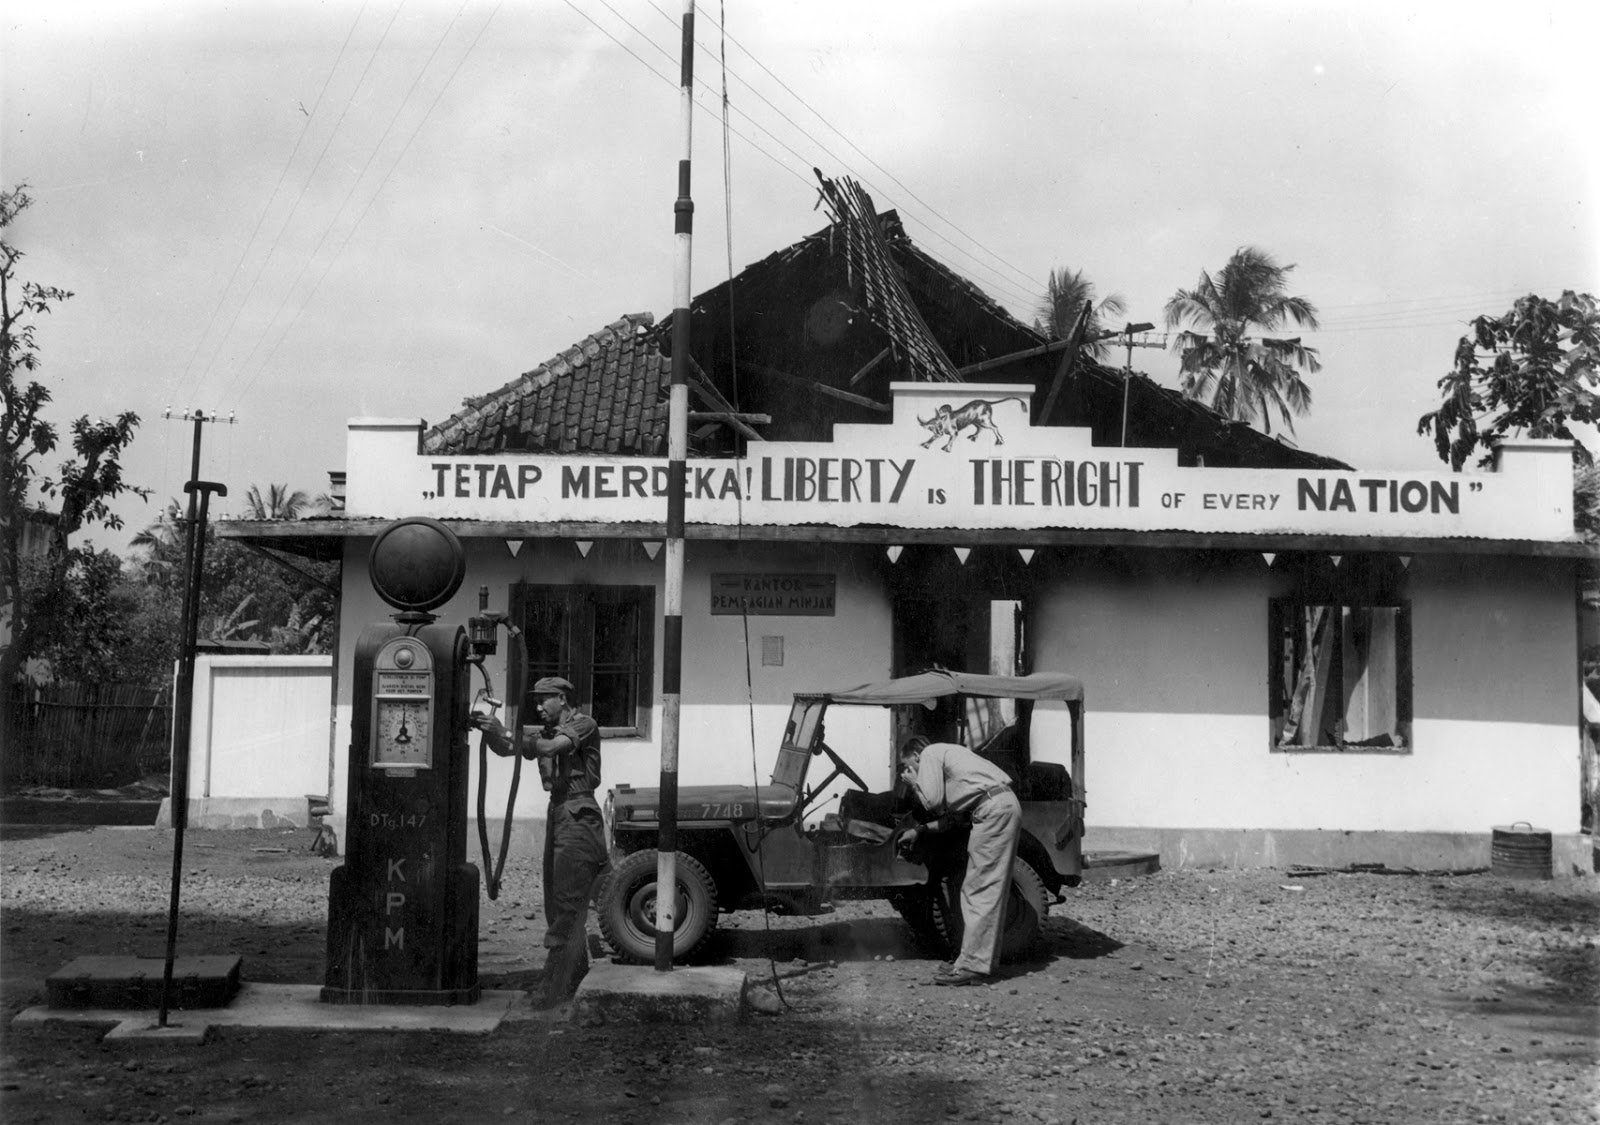 „TETAP MERDEKA! LIBERTY IS THE RIGHT OF EVERY NATION”
KANTOR
PEMBAGIAN MINJAK
7748
DTg.147
KPM